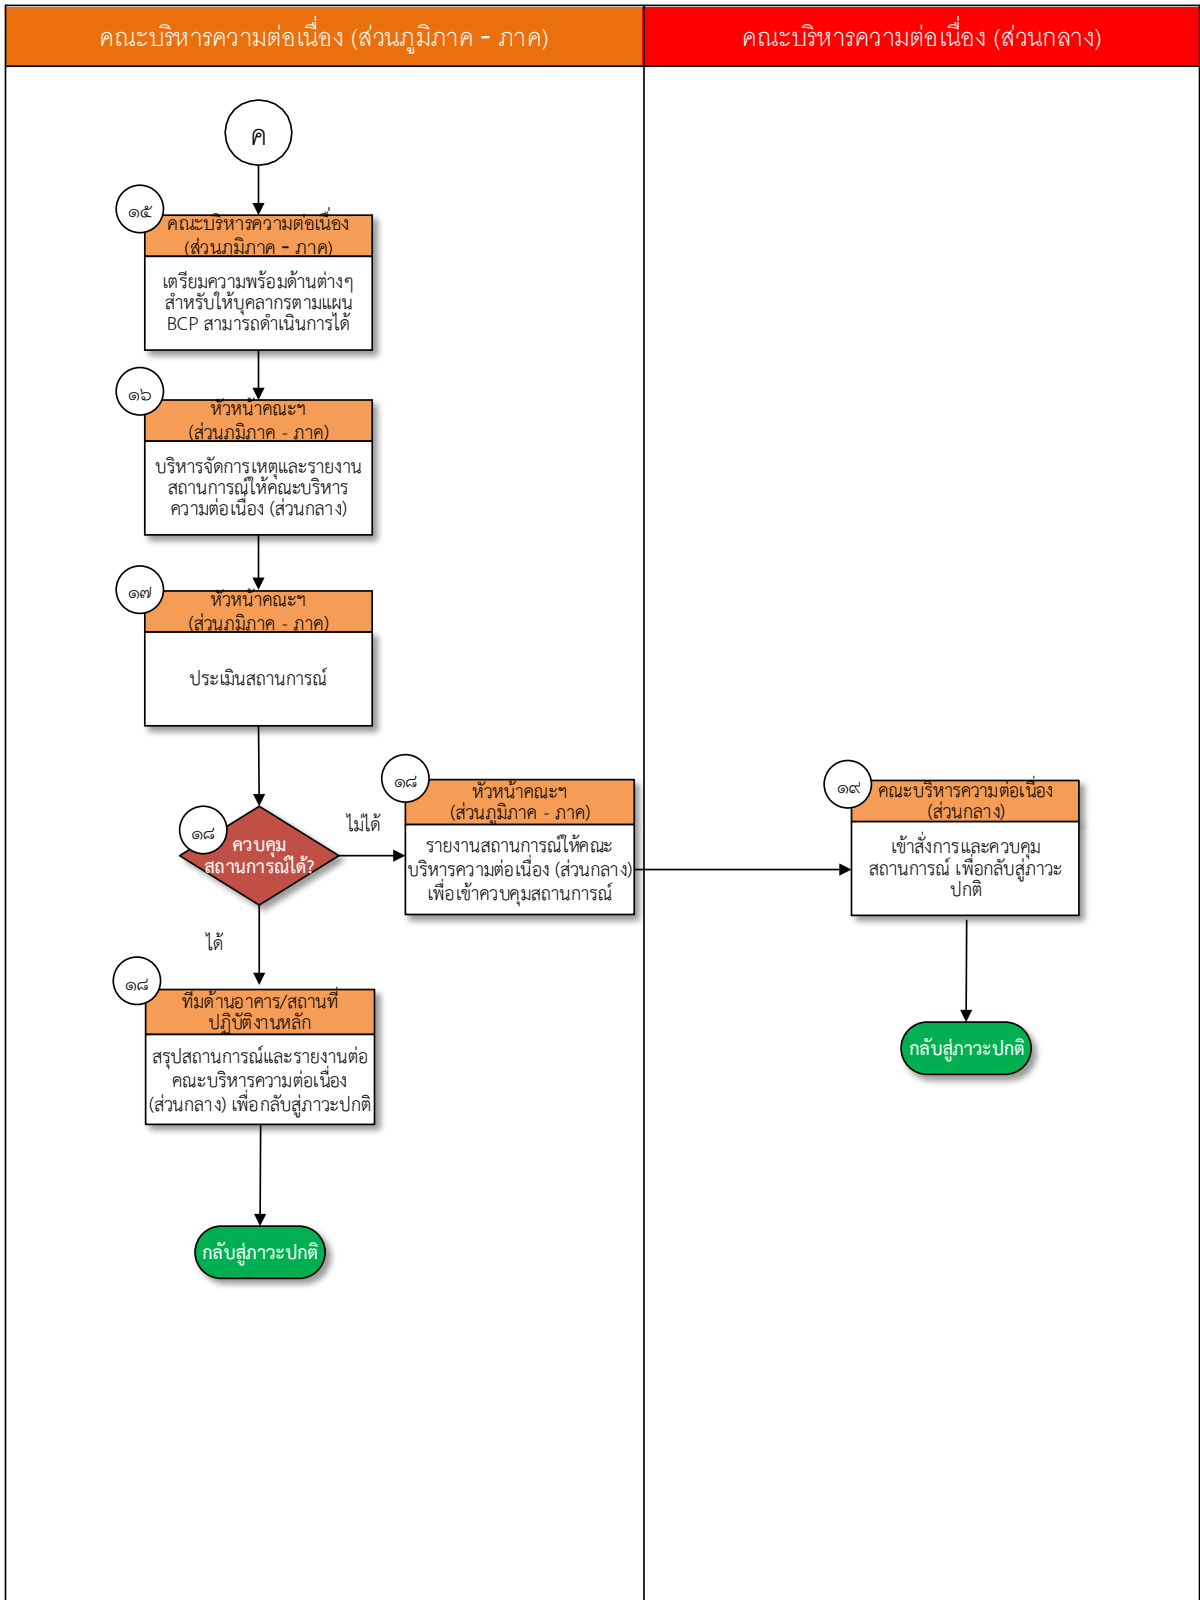 คณะบริหารความต่อเนื่อง (ส่วนภูมิภาค - ภาค)
คณะบริหารความต่อเนื่อง (ส่วนกลาง)
ค
๑๕
คณะบริหารความต่อเนื่อง
(ส่วนภูมิภาค - ภาค)
เตรียมความพร้อมด้านต่างๆ
สำหรับให้บุคลากรตามแผน
BCP สามารถดำเนินการได้
๑๖
หัวหน้าคณะฯ
(ส่วนภูมิภาค - ภาค)
บริหารจัดการเหตุและรายงาน
สถานการณ์ให้คณะบริหาร
ความต่อเนื่อง (ส่วนกลาง)
๑๗
หัวหน้าคณะฯ
(ส่วนภูมิภาค - ภาค)
ประเมินสถานการณ์
๑๘
ควบคุม
สถานการณ์ได้?
ไม่ได้
๑๘
หัวหน้าคณะฯ
(ส่วนภูมิภาค - ภาค)
รายงานสถานการณ์ให้คณะ
บริหารความต่อเนื่อง (ส่วนกลาง)
เพื่อเข้าควบคุมสถานการณ์
๑๙
คณะบริหารความต่อเนื่อง
(ส่วนกลาง)
เข้าสั่งการและควบคุม
สถานการณ์ เพื่อกลับสู่ภาวะ
ปกติ
กลับสู่ภาวะปกติ
ได้
๑๘
ทีมด้านอาคาร/สถานที่
ปฏิบัติงานหลัก
สรุปสถานการณ์และรายงานต่อ
คณะบริหารความต่อเนื่อง
(ส่วนกลาง) เพื่อกลับสู่ภาวะปกติ
กลับสู่ภาวะปกติ